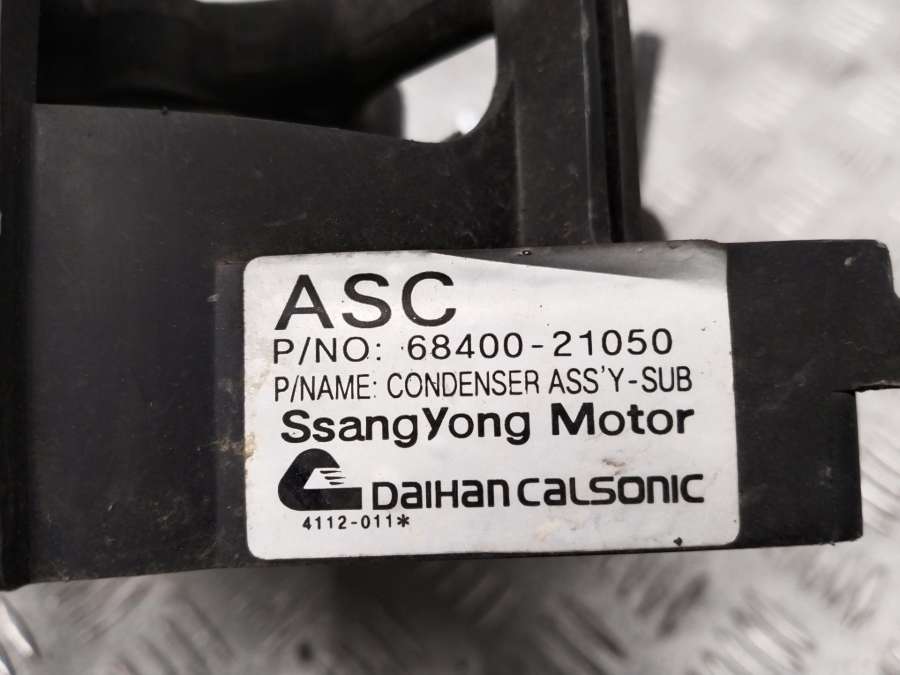 ASC
P/NO: 68400-21050
P/NAME: CONDENSER ASS'Y-SUB
SsangYong Motor
DaiHan CaLSONiC
4112-011*